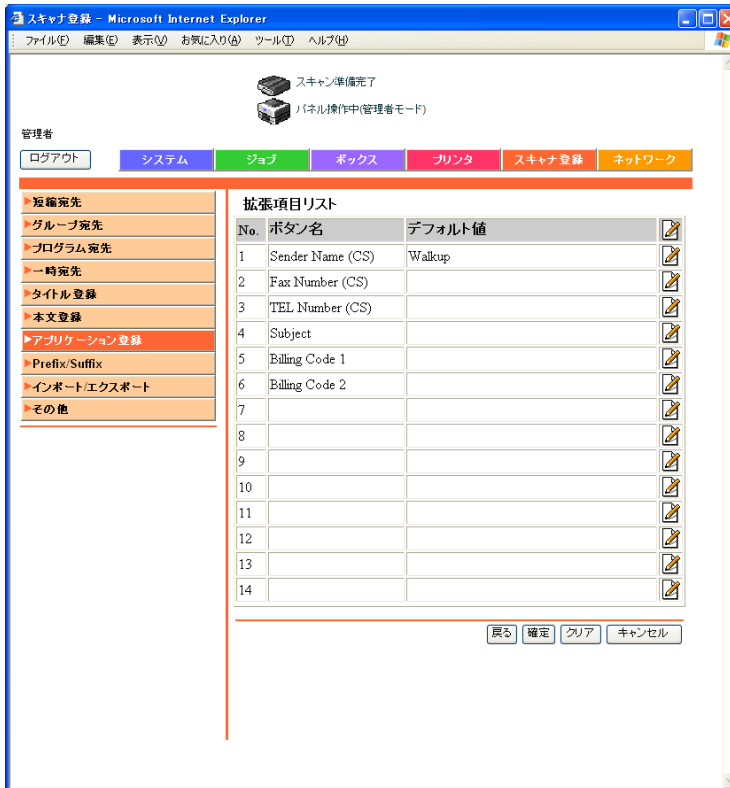 スキャナ登録 - Microsoft Internet Explorer
ファイル(F) 編集(E) 表示(V) お気に入り(A) ツール(T) ヘルプ(H)
スキャン準備完了
パネル操作中(管理者モード)
管理者
ログアウト システム ジョブ ボックス プリンタ スキャナ登録 ネットワーク
短縮宛先
グループ宛先
プログラム宛先
一時宛先
タイトル登録
本文登録
アプリケーション登録
Prefix/Suffix
インポート/エクスポート
その他
拡張項目リスト
No. ボタン名 デフォルト値
1 Sender Name (CS) Walkup
2 Fax Number (CS)
3 TEL Number (CS)
4 Subject
5 Billing Code 1
6 Billing Code 2
7
8
9
10
11
12
13
14
戻る 確定 クリア キャンセル